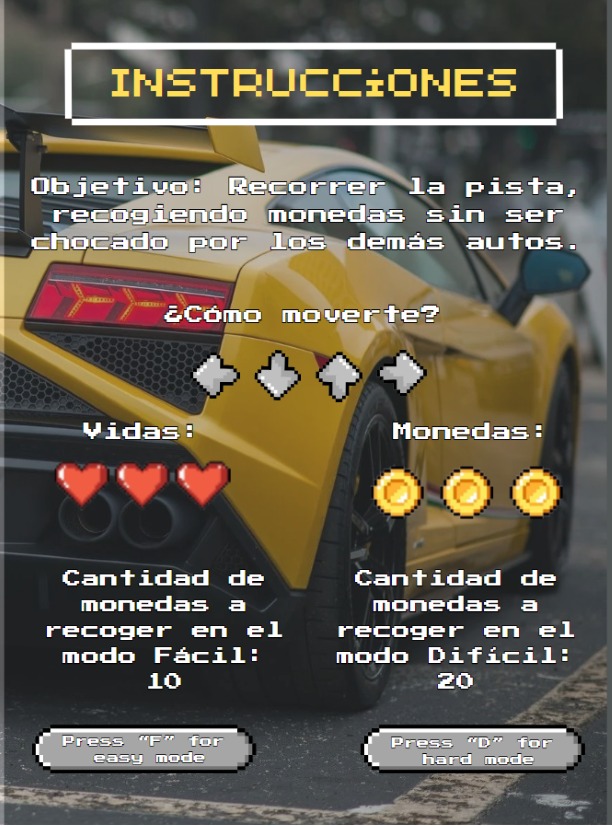 INSTRUCCiONES
Objetivo: Recorrer la pista,
recogiendo monedas sin ser
chocado por los demás autos.
¿Cómo moverte?
Vidas:
Monedas:
Cantidad de
monedas a
recoger en el
modo Fácil:
10
Cantidad de
monedas a
recoger en el
modo Difícil:
20
Press “F” for
easy mode
Press “D” for
hard mode